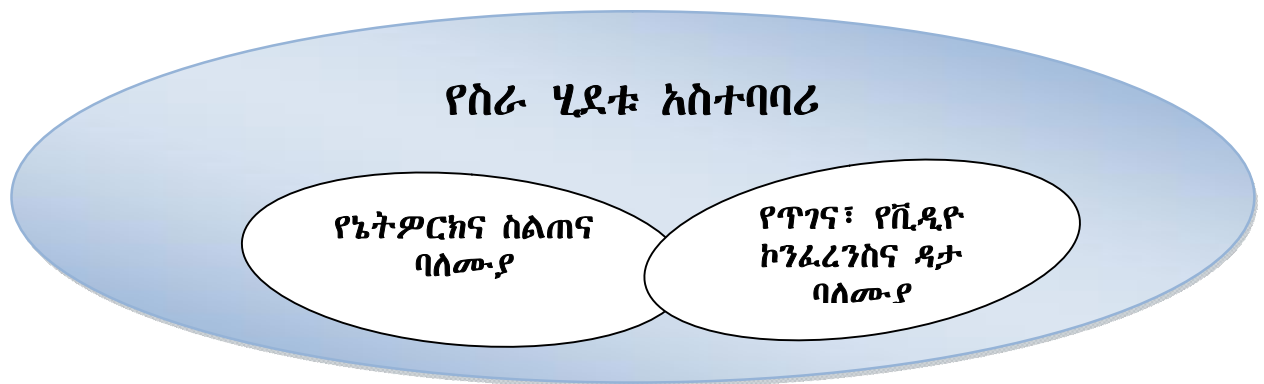 የስራ ሂደቱ አስተባባሪ
የኔትዎርክና ስልጠና
ባለሙያ
የጥገና፣ የቪዲዮ
ኮንፈረንስና ዳታ
ባለሙያ